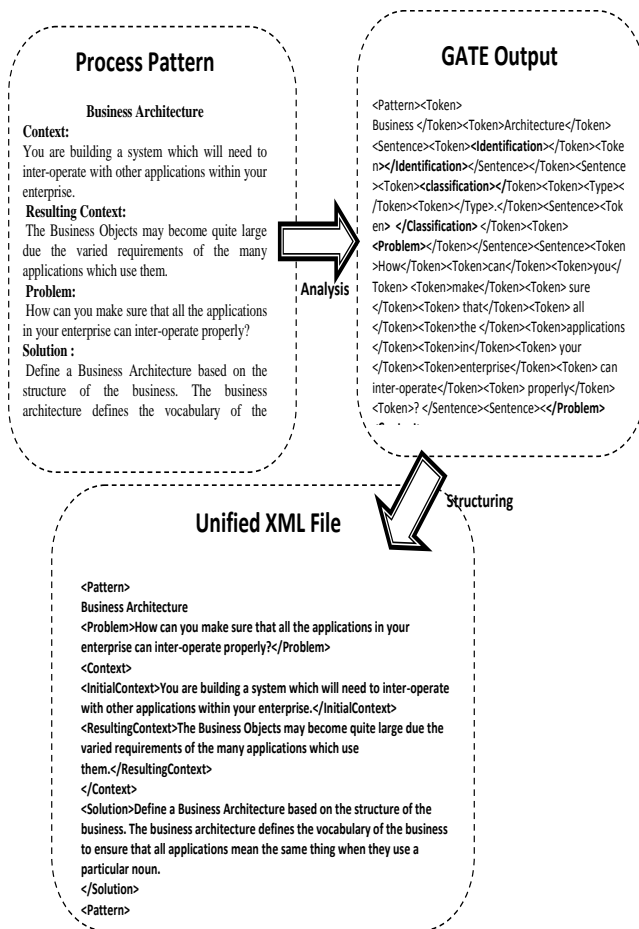 Process Pattern
Business Architecture
Context:
You are building a system which will need to
inter-operate with other applications within your
enterprise.
Resulting Context:
The Business Objects may become quite large
due the varied requirements of the many
applications which use them.
Problem:
How can you make sure that all the applications
in your enterprise can inter-operate properly?
Solution :
Define a Business Architecture based on the
structure of the business. The business
architecture defines the vocabulary of the
Analysis
GATE Output
<Pattern><Token>
Business </Token><Token>Architecture</Token>
<Sentence><Token><Identification></Token><Toke
n></Identification></Sentence></Token><Sentence
><Token><classification></Token><Token><Type><
/Token><Token></Type>.</Token><Sentence><Tok
en> </Classification> </Token><Token>
<Problem></Token></Sentence><Sentence><Token
>How</Token><Token>can</Token><Token>you</
Token> <Token>make</Token><Token> sure
</Token><Token> that</Token><Token> all
</Token><Token>the </Token><Token>applications
</Token><Token>in</Token><Token> your
</Token><Token>enterprise</Token><Token> can
inter-operate</Token><Token> properly</Token>
<Token>? </Sentence><Sentence><</Problem>
Structuring
Unified XML File
<Pattern>
Business Architecture
<Problem>How can you make sure that all the applications in your
enterprise can inter-operate properly?</Problem>
<Context>
<InitialContext>You are building a system which will need to inter-operate
with other applications within your enterprise.</InitialContext>
<ResultingContext>The Business Objects may become quite large due the
varied requirements of the many applications which use
them.</ResultingContext>
</Context>
<Solution>Define a Business Architecture based on the structure of the
business. The business architecture defines the vocabulary of the business
to ensure that all applications mean the same thing when they use a
particular noun.
</Solution>
<Pattern>